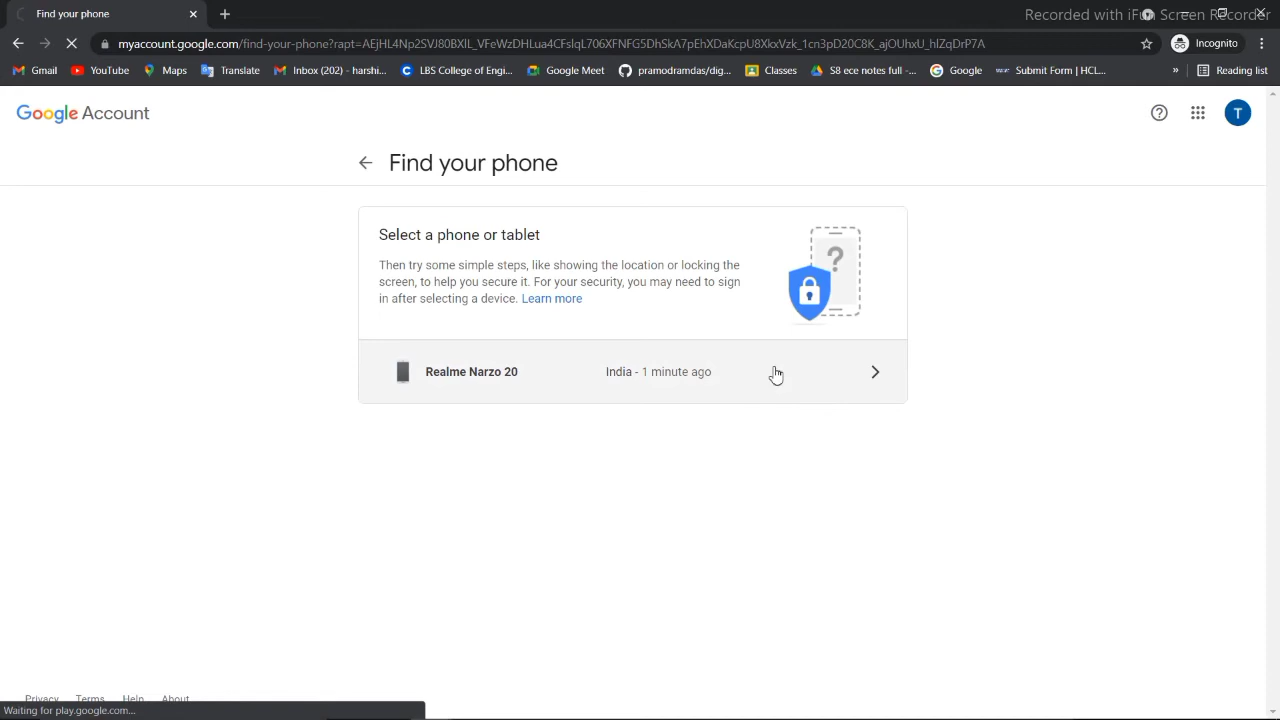 Find your phone
Recorded with iFun Screen Recorder
myaccount.google.com/find-your-phone?rapt=AEjHL4Np2SVJ80BXlL_VFeWzDHLua4CFslqL706XFNFG5DhSkA7pEhXDaKcpU8XkxVzk_1cn3pD20C8K_ajOUhxU_hlZqDrP7A
Incognito
Gmail YouTube Maps Translate Inbox (202) - harshi... LBS College of Engi... Google Meet pramodramdas/dig... Classes S8 ece notes full -... Google Submit Form | HCL... » Reading list
Google Account
T
Find your phone
Select a phone or tablet
Then try some simple steps, like showing the location or locking the
screen, to help you secure it. For your security, you may need to sign
in after selecting a device. Learn more
Realme Narzo 20 India - 1 minute ago
Privacy Terms Help About
Waiting for play.google.com...